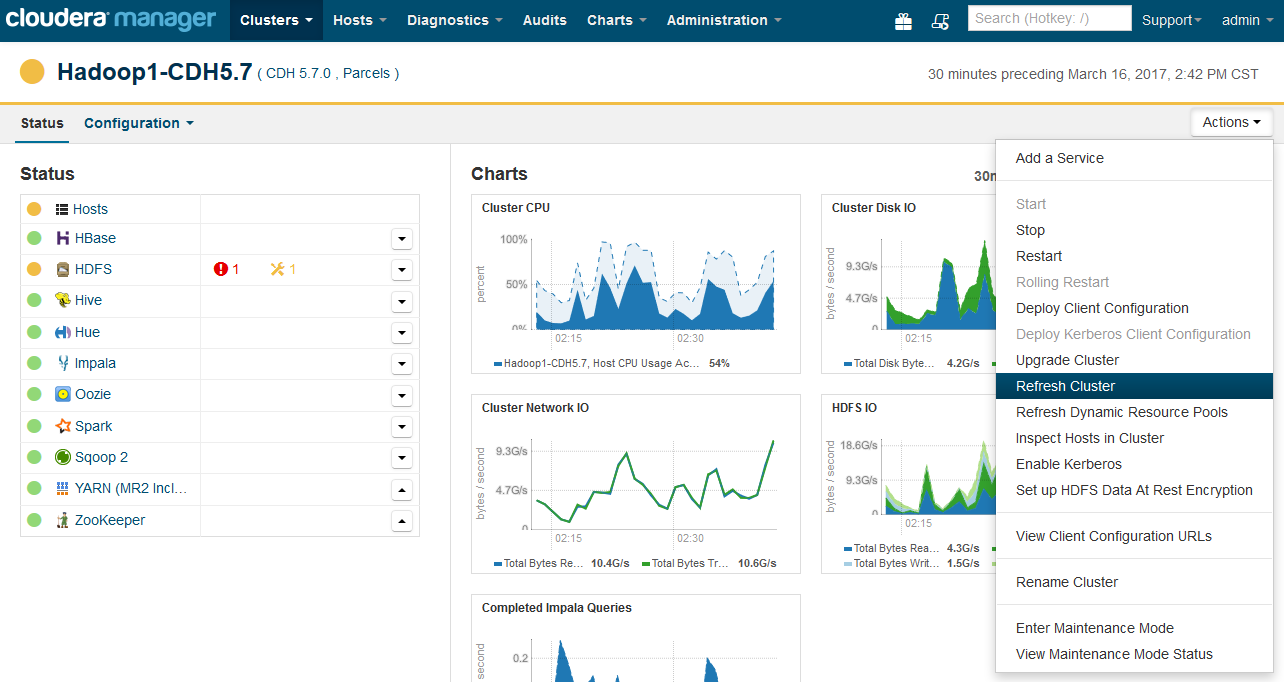 cloudera manager Clusters Hosts Diagnostics Audits Charts Administration Search (Hotkey: /) Support admin
Hadoop1-CDH5.7 ( CDH 5.7.0 , Parcels )
30 minutes preceding March 16, 2017, 2:42 PM CST
Status Configuration
Actions
Status
Hosts
HBase
HDFS 1 1
Hive
Hue
Impala
Oozie
Spark
Sqoop 2
YARN (MR2 Incl...
ZooKeeper
Charts
30m
Cluster CPU
percent
100%
50%
0%
02:15 02:30
Hadoop1-CDH5.7, Host CPU Usage Ac... 54%
Cluster Disk IO
bytes / second
9.3G/s
4.7G/s
0
02:15
Total Disk Byte... 4.2G/s
Cluster Network IO
bytes / second
9.3G/s
4.7G/s
0
02:15 02:30
Total Bytes Re... 10.4G/s Total Bytes Tr... 10.6G/s
HDFS IO
bytes / second
18.6G/s
9.3G/s
0
02:15
Total Bytes Rea... 4.3G/s
Total Bytes Writ... 1.5G/s
Completed Impala Queries
second
0.2
Add a Service
Start
Stop
Restart
Rolling Restart
Deploy Client Configuration
Deploy Kerberos Client Configuration
Upgrade Cluster
Refresh Cluster
Refresh Dynamic Resource Pools
Inspect Hosts in Cluster
Enable Kerberos
Set up HDFS Data At Rest Encryption
View Client Configuration URLs
Rename Cluster
Enter Maintenance Mode
View Maintenance Mode Status